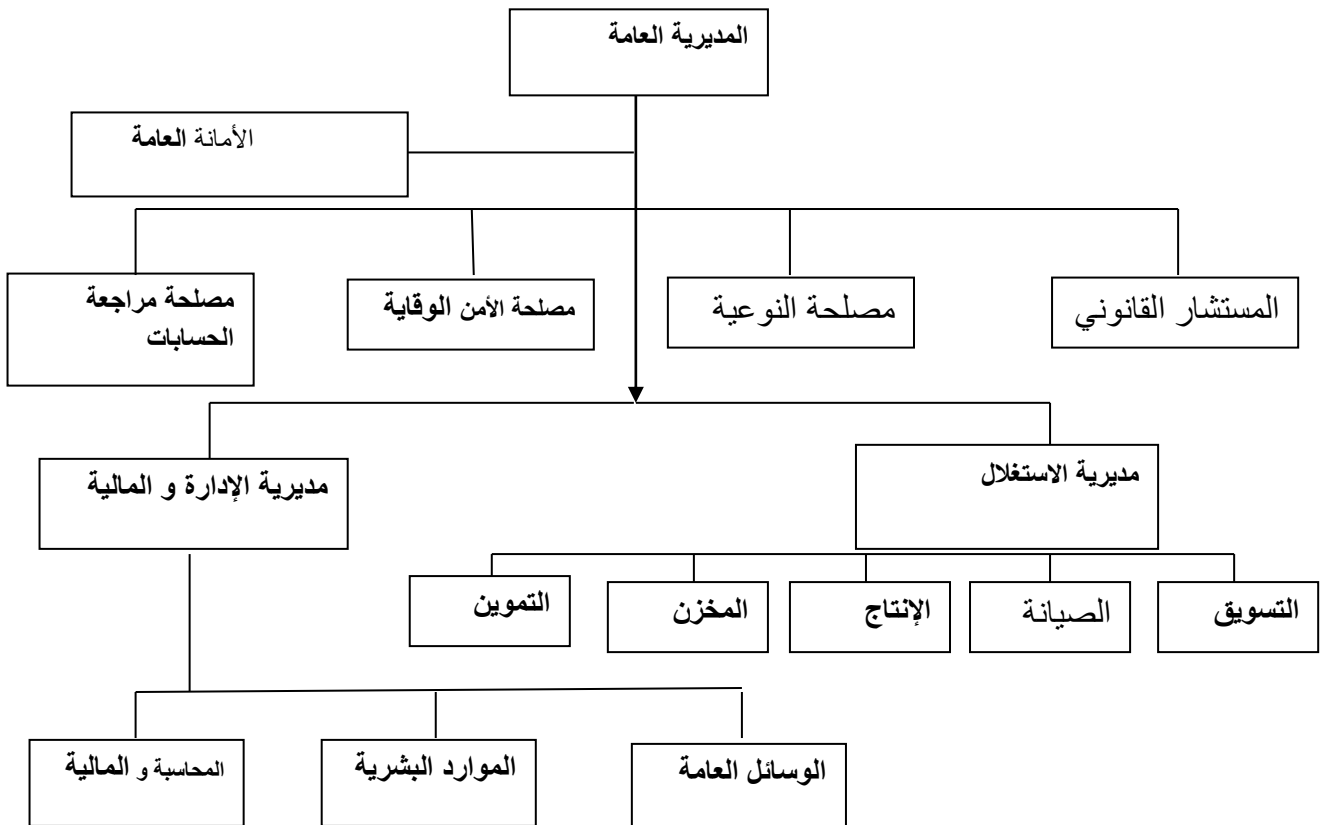 المديرية العامة
الأمانة العامة
المستشار القانوني
مصلحة النوعية
مصلحة الأمن الوقاية
مصلحة مراجعة
الحسابات
مديرية الاستغلال
مديرية الإدارة و المالية
التسويق
الصيانة
الإنتاج
المخزن
التموين
الوسائل العامة
الموارد البشرية
المحاسبة و المالية